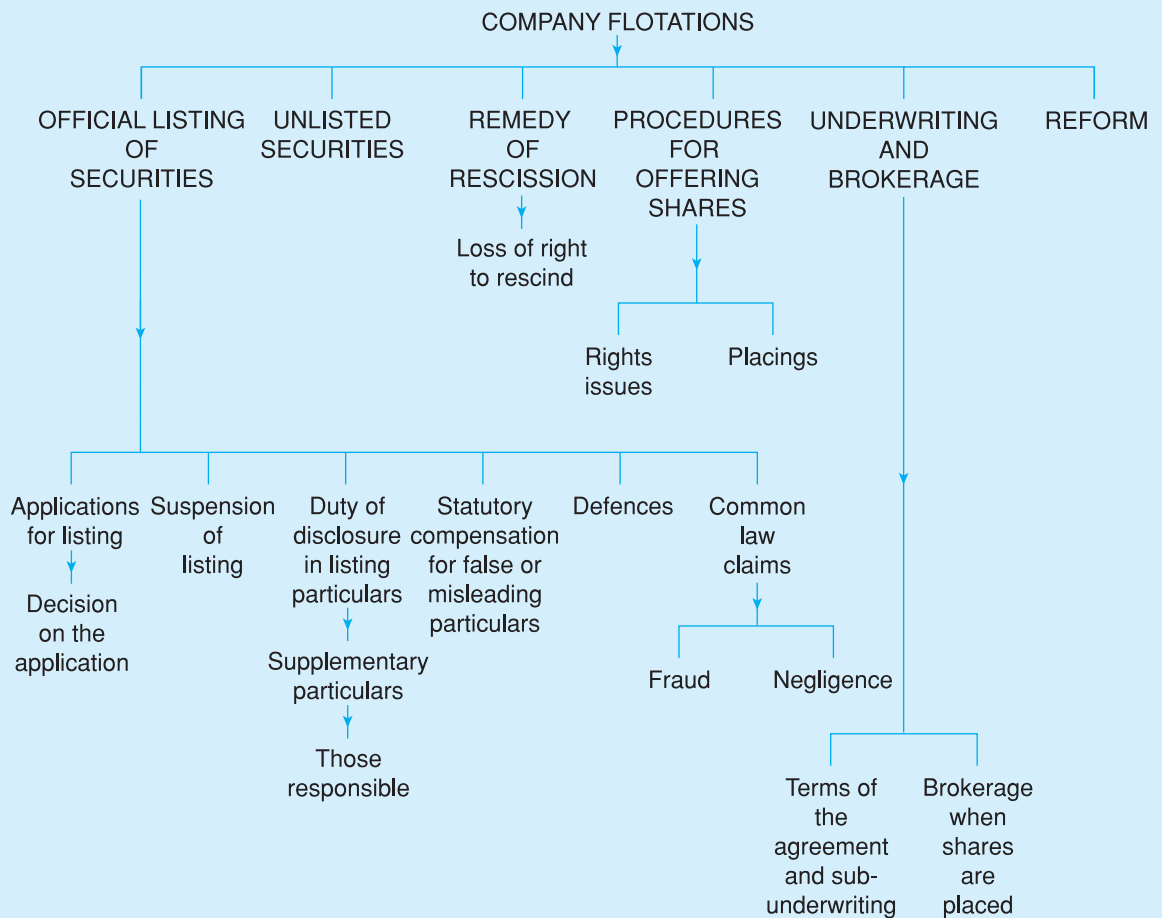 COMPANY FLOTATIONS
OFFICIAL LISTING
OF
SECURITIES
UNLISTED
SECURITIES
REMEDY
OF
RESCISSION
PROCEDURES
FOR
OFFERING
SHARES
UNDERWRITING
AND
BROKERAGE
REFORM
Loss of right
to rescind
Rights
issues
Placings
Applications
for listing
Suspension
of
listing
Duty of
disclosure
in listing
particulars
Statutory
compensation
for false or
misleading
particulars
Defences
Common
law
claims
Decision
on the
application
Supplementary
particulars
Fraud
Negligence
Those
responsible
Terms of
the
agreement
and sub-
underwriting
Brokerage
when
shares
are
placed